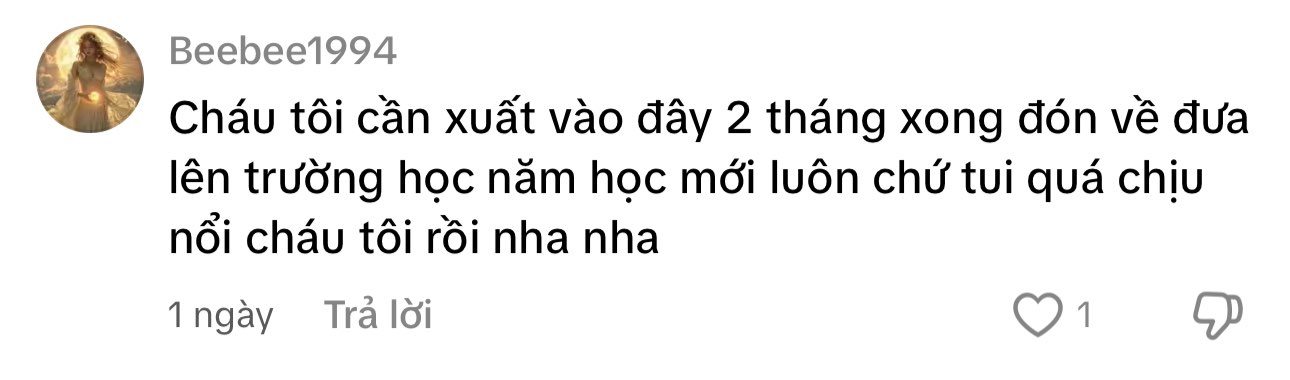 Beebee1994
Cháu tôi cần xuất vào đây 2 tháng xong đón về đưa
lên trường học năm học mới luôn chứ tui quá chịu
nổi cháu tôi rồi nha nha
1 ngày Trả lời 1